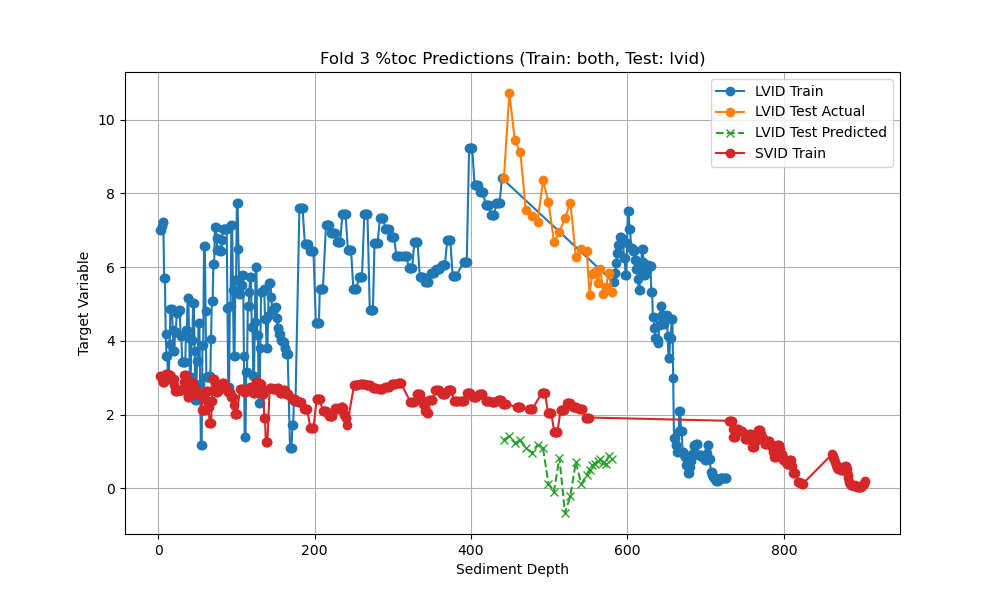 Fold 3 %toc Predictions (Train: both, Test: lvid)
LVID Train
LVID Test Actual
LVID Test Predicted
SVID Train
Target Variable
10
8
6
4
2
0
0 200 400 600 800
Sediment Depth